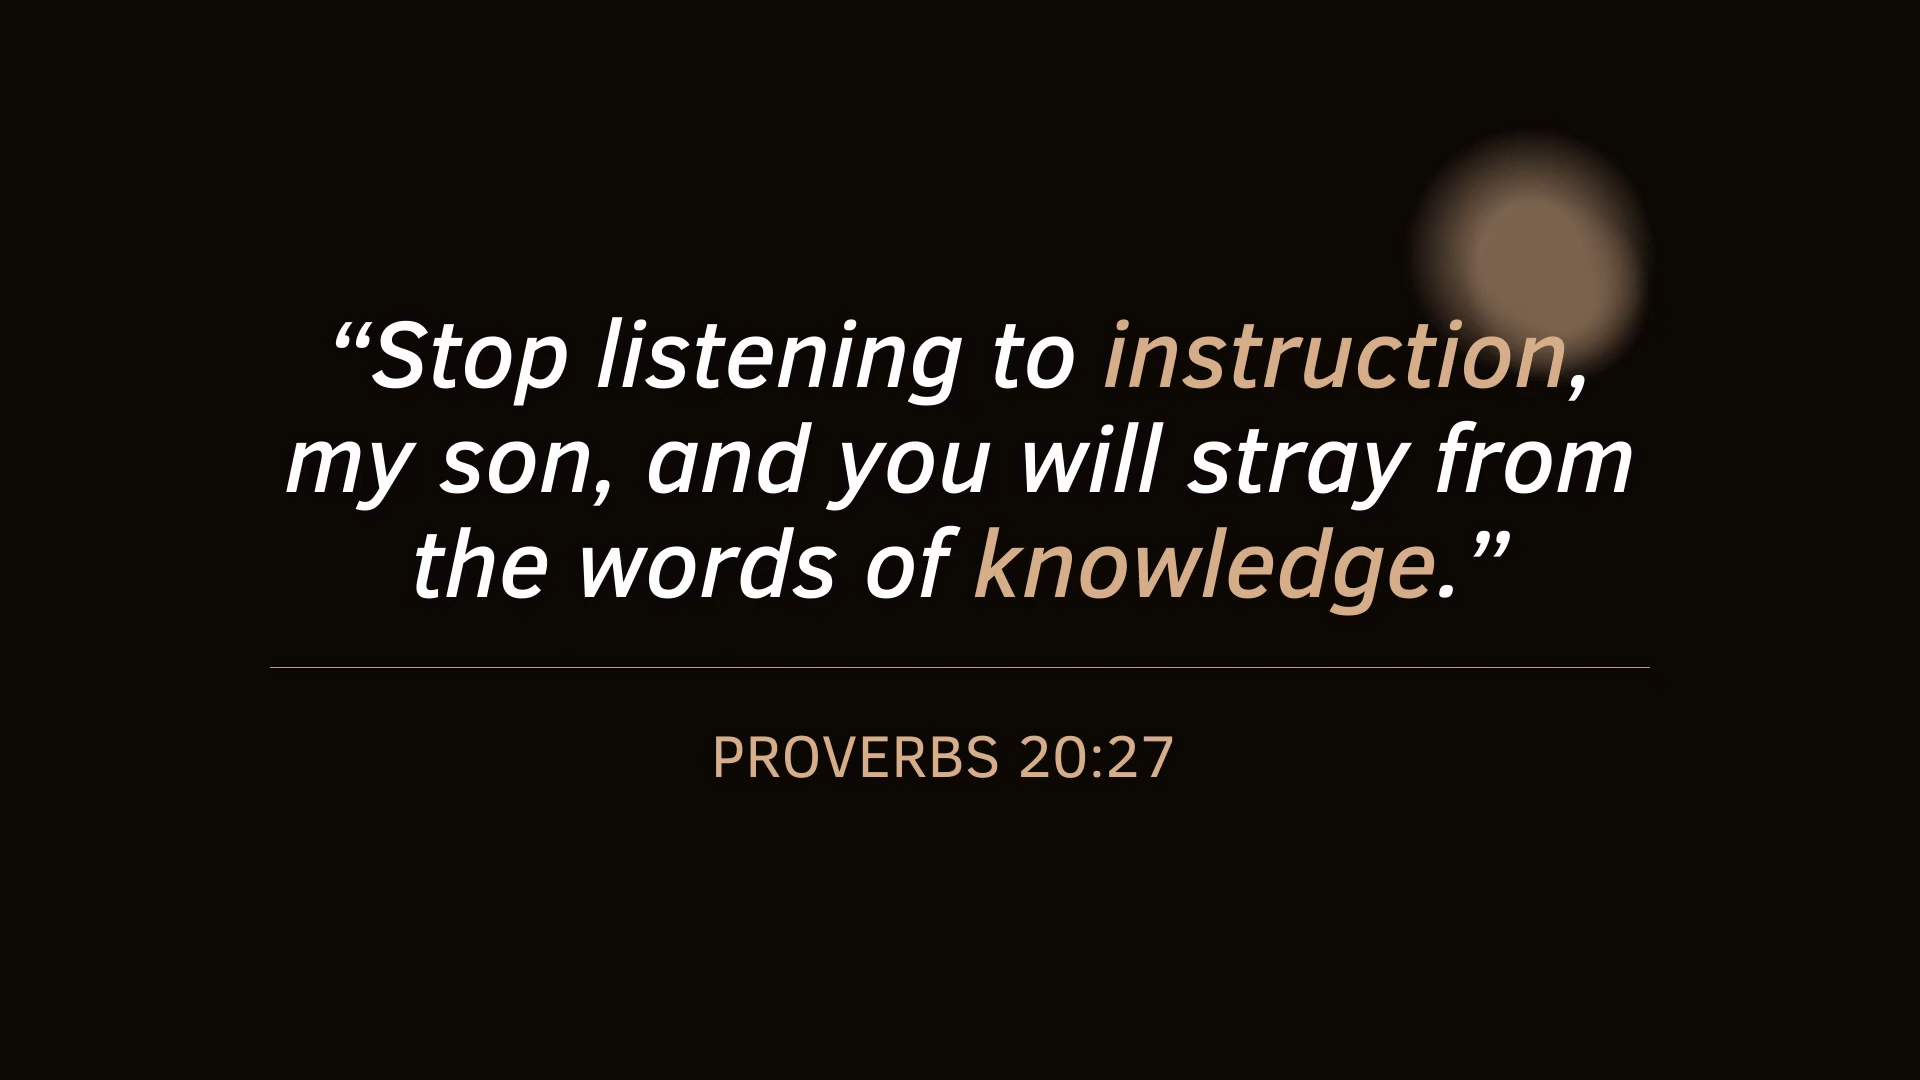 “Stop listening to instruction,
my son, and you will stray from
the words of knowledge.”
PROVERBS 20:27